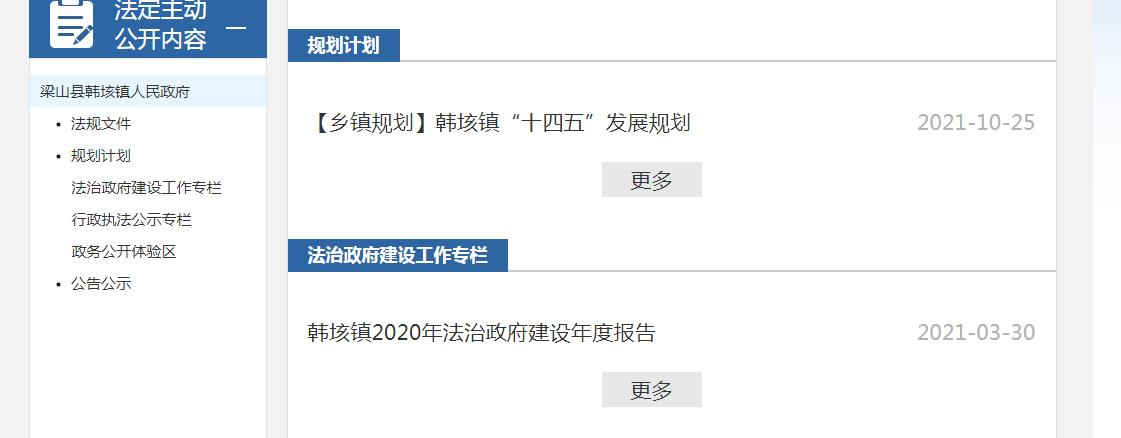 法定主动
公开内容
梁山县韩垓镇人民政府
法规文件
规划计划
法治政府建设工作专栏
行政执法公示专栏
政务公开体验区
公告公示
规划计划
【乡镇规划】韩垓镇“十四五”发展规划 2021-10-25
更多
法治政府建设工作专栏
韩垓镇2020年法治政府建设年度报告 2021-03-30
更多